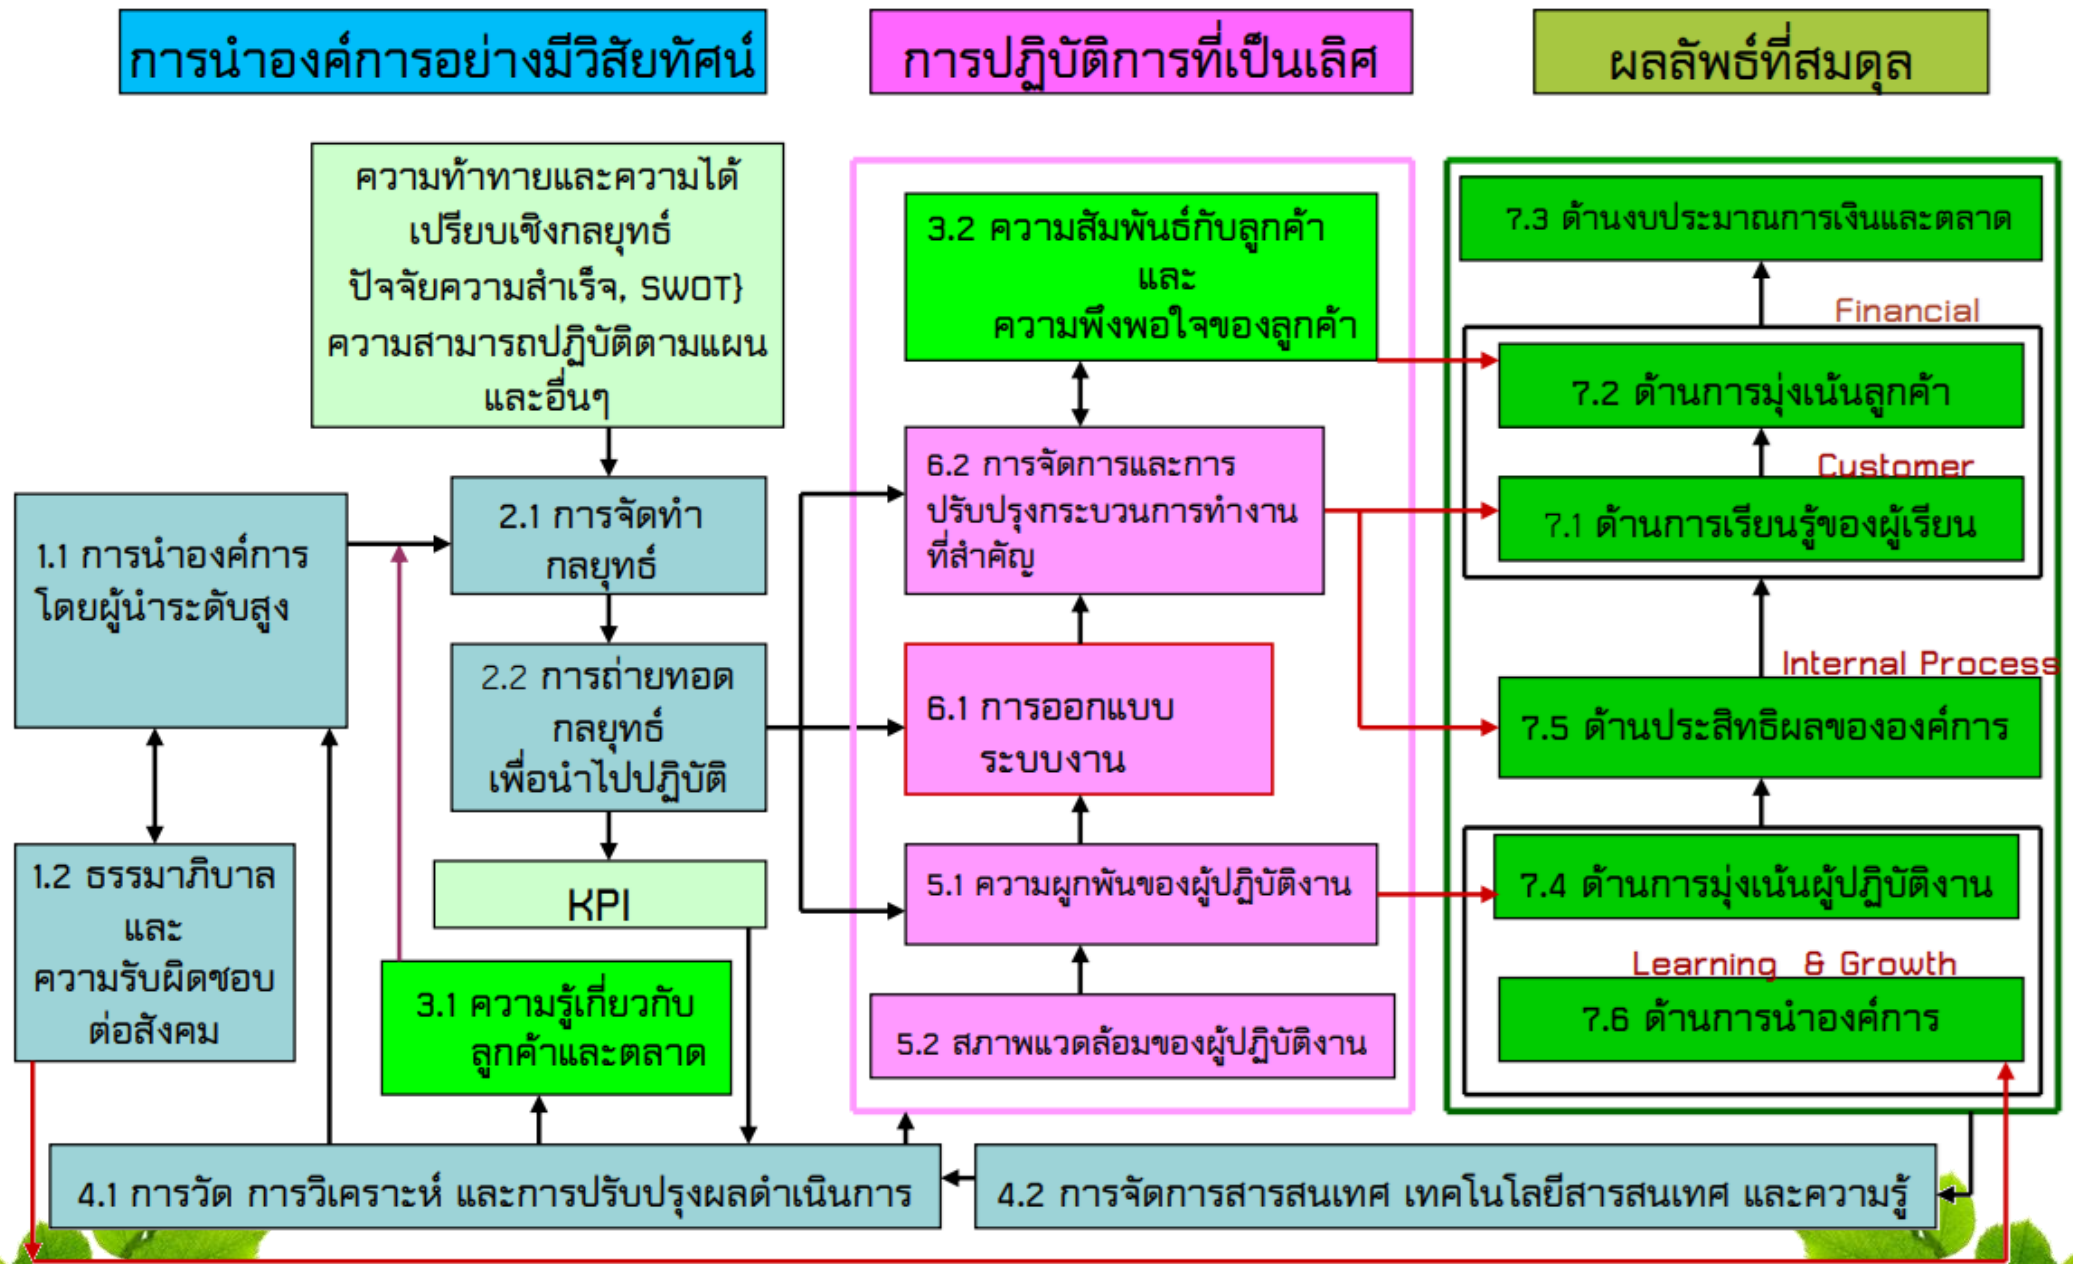 การนำองค์การอย่างมีวิสัยทัศน์
การปฏิบัติการที่เป็นเลิศ
ผลลัพธ์ที่สมดุล
ความท้าทายและความได้
เปรียบเชิงกลยุทธ์
ปัจจัยความสำเร็จ, SWOT}
ความสามารถปฏิบัติตามแผน
และอื่นๆ
1.1 การนำองค์การ
โดยผู้นำระดับสูง
2.1 การจัดทำ
กลยุทธ์
2.2 การถ่ายทอด
กลยุทธ์
เพื่อนำไปปฏิบัติ
KPI
1.2 ธรรมาภิบาล
และ
ความรับผิดชอบ
ต่อสังคม
3.1 ความรู้เกี่ยวกับ
ลูกค้าและตลาด
3.2 ความสัมพันธ์กับลูกค้า
และ
ความพึงพอใจของลูกค้า
6.2 การจัดการและการ
ปรับปรุงกระบวนการทำงาน
ที่สำคัญ
6.1 การออกแบบ
ระบบงาน
5.1 ความผูกพันของผู้ปฏิบัติงาน
5.2 สภาพแวดล้อมของผู้ปฏิบัติงาน
7.3 ด้านงบประมาณการเงินและตลาด
Financial
7.2 ด้านการมุ่งเน้นลูกค้า
Customer
7.1 ด้านการเรียนรู้ของผู้เรียน
Internal Process
7.5 ด้านประสิทธิผลขององค์การ
7.4 ด้านการมุ่งเน้นผู้ปฏิบัติงาน
Learning & Growth
7.6 ด้านการนำองค์การ
4.1 การวัด การวิเคราะห์ และการปรับปรุงผลดำเนินการ
4.2 การจัดการสารสนเทศ เทคโนโลยีสารสนเทศ และความรู้